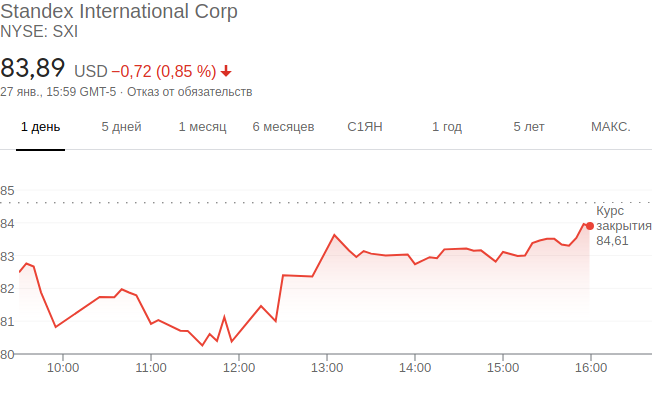 Standex International Corp
NYSE: SXI
83,89 USD −0,72 (0,85 %)
27 янв., 15:59 GMT-5 · Отказ от обязательств
1 день 5 дней 1 месяц 6 месяцев С1ЯН 1 год 5 лет МАКС.
85
84
83
82
81
80
Курс
закрытия
84,61
10:00 11:00 12:00 13:00 14:00 15:00 16:00